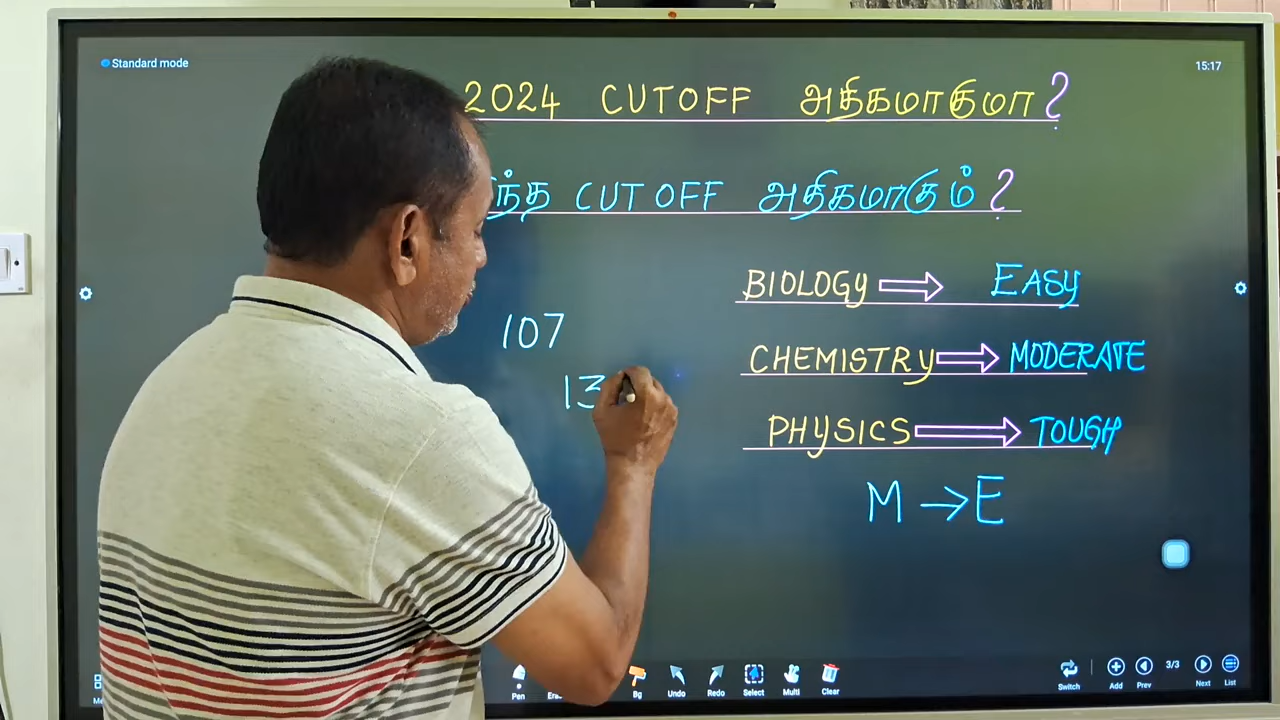 Standard mode
15:17
2024 CUTOFF அதிகமாகுமா?
CUTOFF அதிகமாகும்?
BIOLOGY → EASY
107
CHEMISTRY → MODERATE
13
PHYSICS → TOUGH
M → E
Pen
Bg
Undo
Redo
Select
Multi
Clear
Switch
Add
Prev
3/3
Next
List